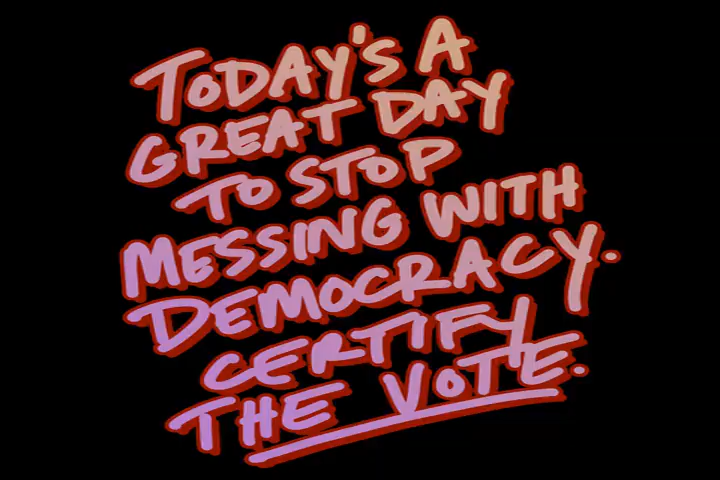 TODAY'S A
GREAT DAY
TO STOP
MESSING WITH
DEMOCRACY.
CERTIFY
THE VOTE.